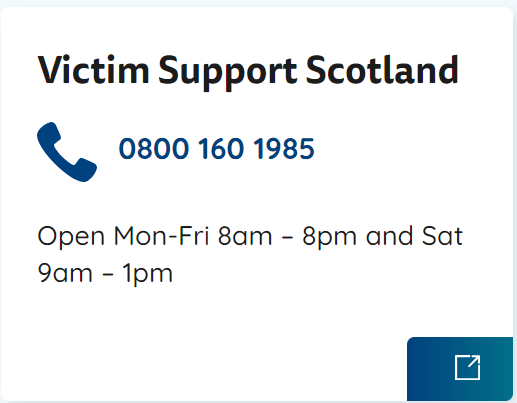 Victim Support Scotland
0800 160 1985
Open Mon-Fri 8am – 8pm and Sat
9am – 1pm